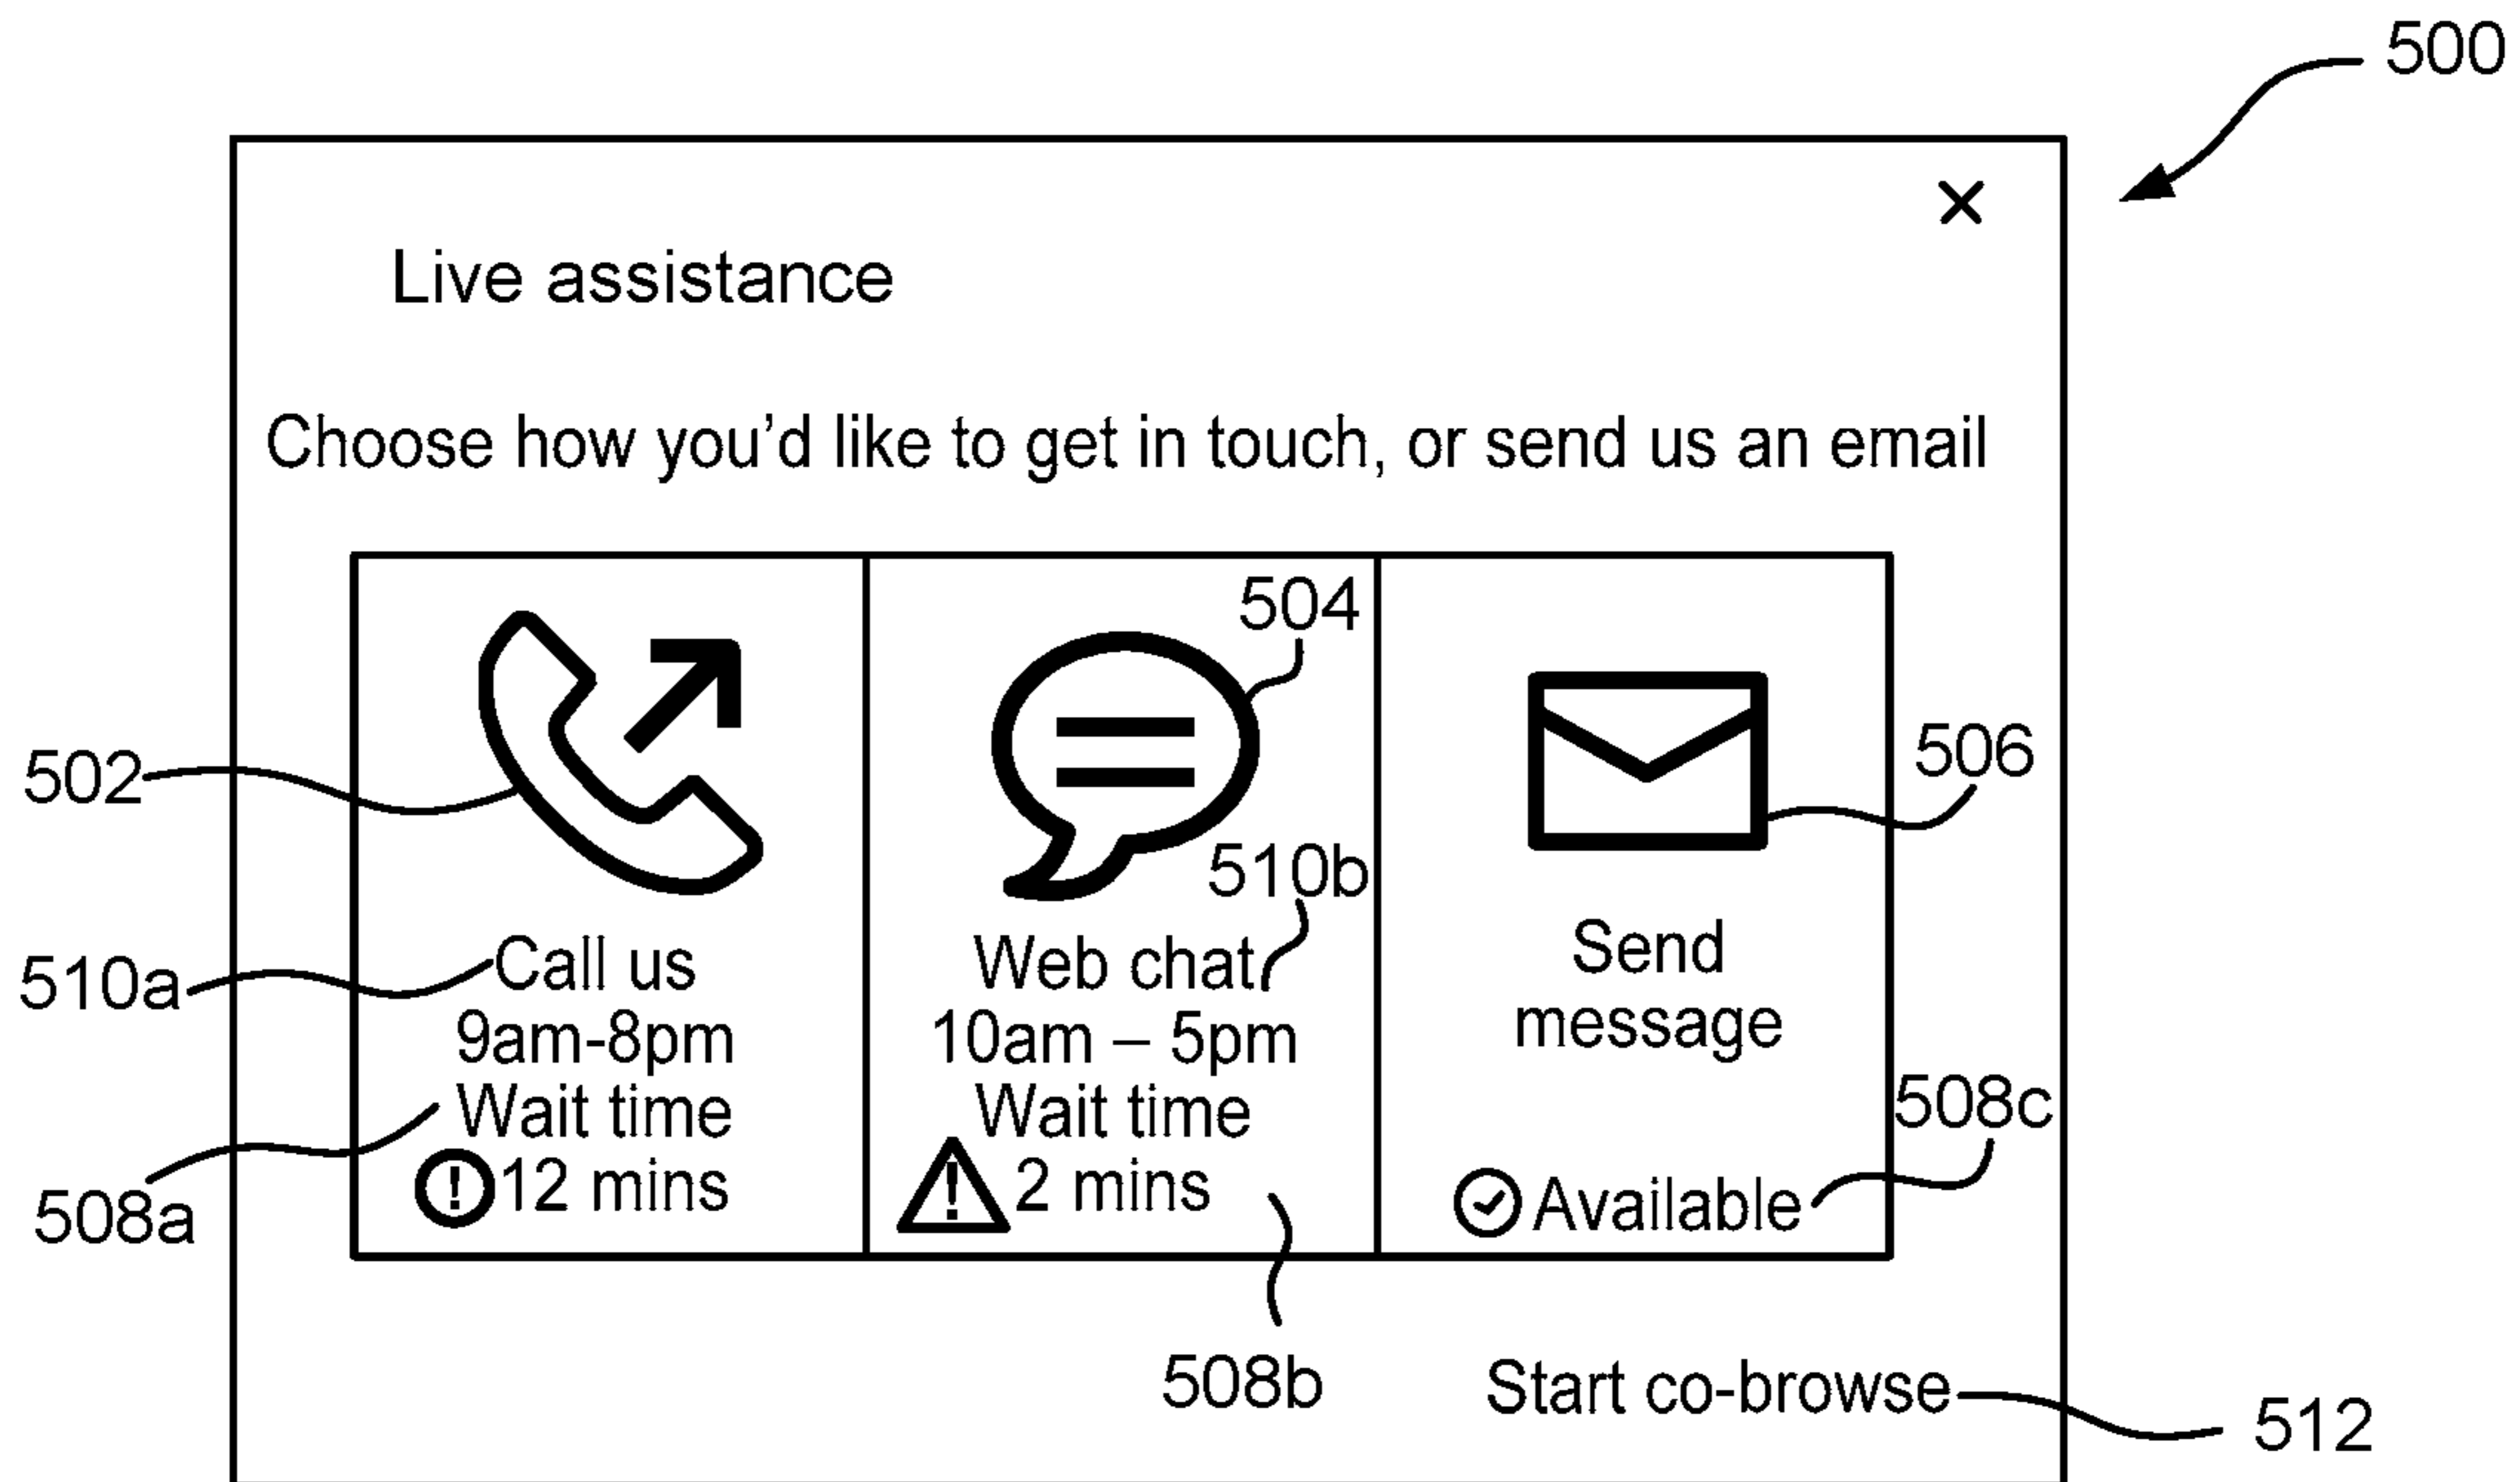 500
×
Live assistance
Choose how you'd like to get in touch, or send us an email
504
502
506
510b
510a
Call us
9am-8pm
Wait time
! 12 mins
508a
Web chat
10am – 5pm
Wait time
! 2 mins
508b
Send
message
508c
Available
Start co-browse
512